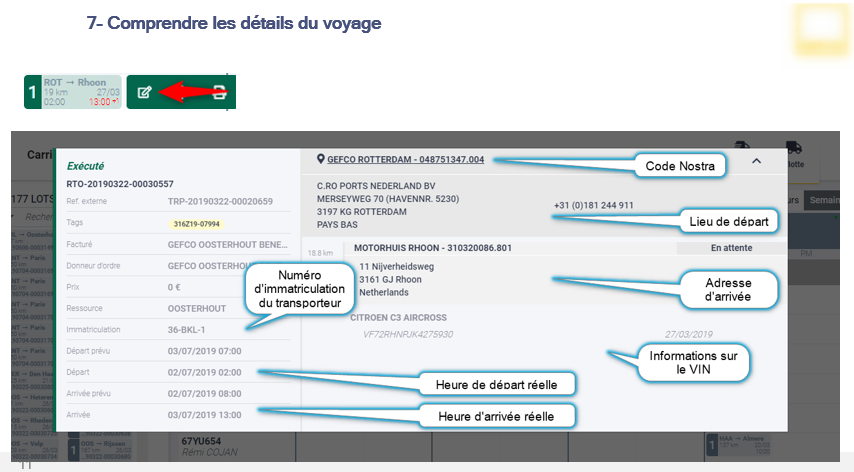 7- Comprendre les détails du voyage
1
ROT → Rhoon
19 km 27/03
02:00 13:00 +1
Carri
177 LOTS
Recher
lotte
urs Semain
PM
Exécuté
RTO-20190322-00030557
Ref. externe TRP-20190322-00020659
Tags 316Z19-07994
Facturé GEFCO OOSTERHOUT BENE...
Donneur d'ordre GEFCO OOSTERHOU
Prix 0 €
Ressource OOSTERHOUT
Immatriculation 36-BKL-1
Départ prévu 03/07/2019 07:00
Départ 02/07/2019 02:00
Arrivée prévu 02/07/2019 08:00
Arrivée 03/07/2019 13:00
GEFCO ROTTERDAM - 048751347.004
C.RO PORTS NEDERLAND BV
MERSEYWEG 70 (HAVENNR. 5230)
3197 KG ROTTERDAM
PAYS BAS
+31 (0)181 244 911
18.8 km
MOTORHUIS RHOON - 310320086.801 En attente
11 Nijverheidsweg
3161 GJ Rhoon
Netherlands
CITROEN C3 AIRCROSS
VF72RHNPJK4275930 27/03/2019
Code Nostra
Lieu de départ
Numéro
d'immatriculation
du transporteur
Adresse
d'arrivée
Informations sur
le VIN
Heure de départ réelle
Heure d'arrivée réelle
67YU654
Rémi COJAN
11